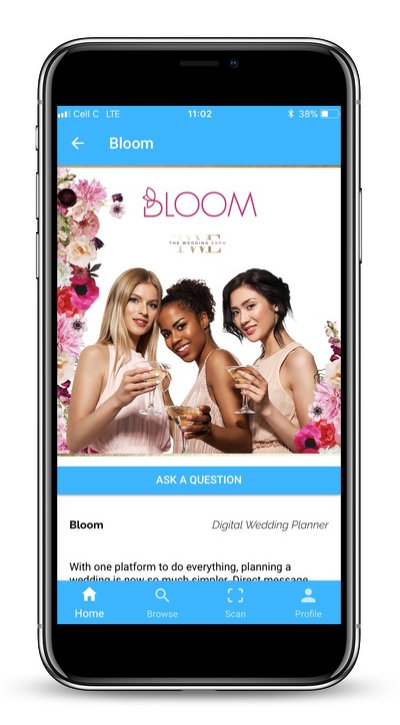 Cell C LTE 11:02 38%
Bloom
BLOOM
TWE
THE WEDDING EXPO
ASK A QUESTION
Bloom Digital Wedding Planner
With one platform to do everything, planning a
wedding is now so much simpler. Direct message
Home Browse Scan Profile